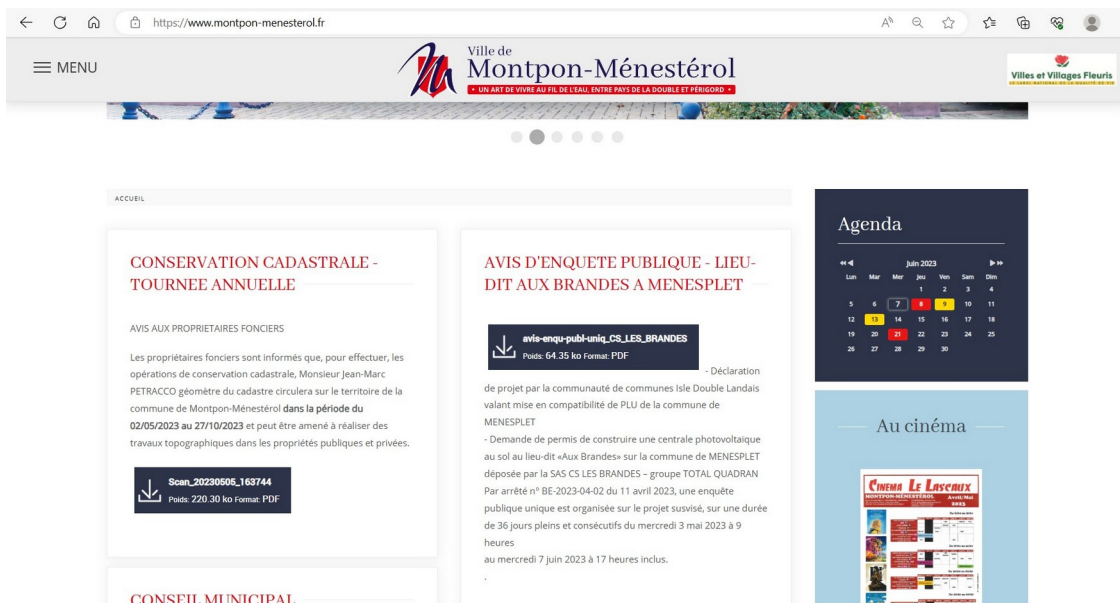 https://www.montpon-menesterol.fr
MENU
Ville de
Montpon-Ménestérol
• UN ART DE VIVRE AU FIL DE L'EAU, ENTRE PAYS DE LA DOUBLE ET PÉRIGORD •
Villes et Villages Fleuris
LE LABEL NATIONAL DE LA QUALITÉ DE VIE
ACCUEIL
CONSERVATION CADASTRALE -
TOURNEE ANNUELLE
AVIS AUX PROPRIETAIRES FONCIERS
Les propriétaires fonciers sont informés que, pour effectuer, les
opérations de conservation cadastrale, Monsieur Jean-Marc
PETRACCO géomètre du cadastre circulera sur le territoire de la
commune de Montpon-Ménestérol dans la période du
02/05/2023 au 27/10/2023 et peut être amené à réaliser des
travaux topographiques dans les propriétés publiques et privées.
Scan_20230505_163744
Poids: 220.30 ko Format: PDF
CONSEIL MUNICIPAL
AVIS D'ENQUETE PUBLIQUE - LIEU-
DIT AUX BRANDES A MENESPLET
avis-enqu-publ-uniq_CS_LES_BRANDES
Poids: 64.35 ko Format: PDF
- Déclaration
de projet par la communauté de communes Isle Double Landais
valant mise en compatibilité de PLU de la commune de
MENESPLET
- Demande de permis de construire une centrale photovoltaïque
au sol au lieu-dit «Aux Brandes» sur la commune de MENESPLET
déposée par la SAS CS LES BRANDES – groupe TOTAL QUADRAN
Par arrêté n° BE-2023-04-02 du 11 avril 2023, une enquête
publique unique est organisée sur le projet susvisé, sur une durée
de 36 jours pleins et consécutifs du mercredi 3 mai 2023 à 9
heures
au mercredi 7 juin 2023 à 17 heures inclus.
.
Agenda
Juin 2023
Lun Mar Mer Jeu Ven Sam Dim
1 2 3 4
5 6 7 8 9 10 11
12 13 14 15 16 17 18
19 20 21 22 23 24 25
26 27 28 29 30
Au cinéma
CINEMA LE LASCAUX
MONTPON-MÉNESTÉROL
Avril/Mai
2023